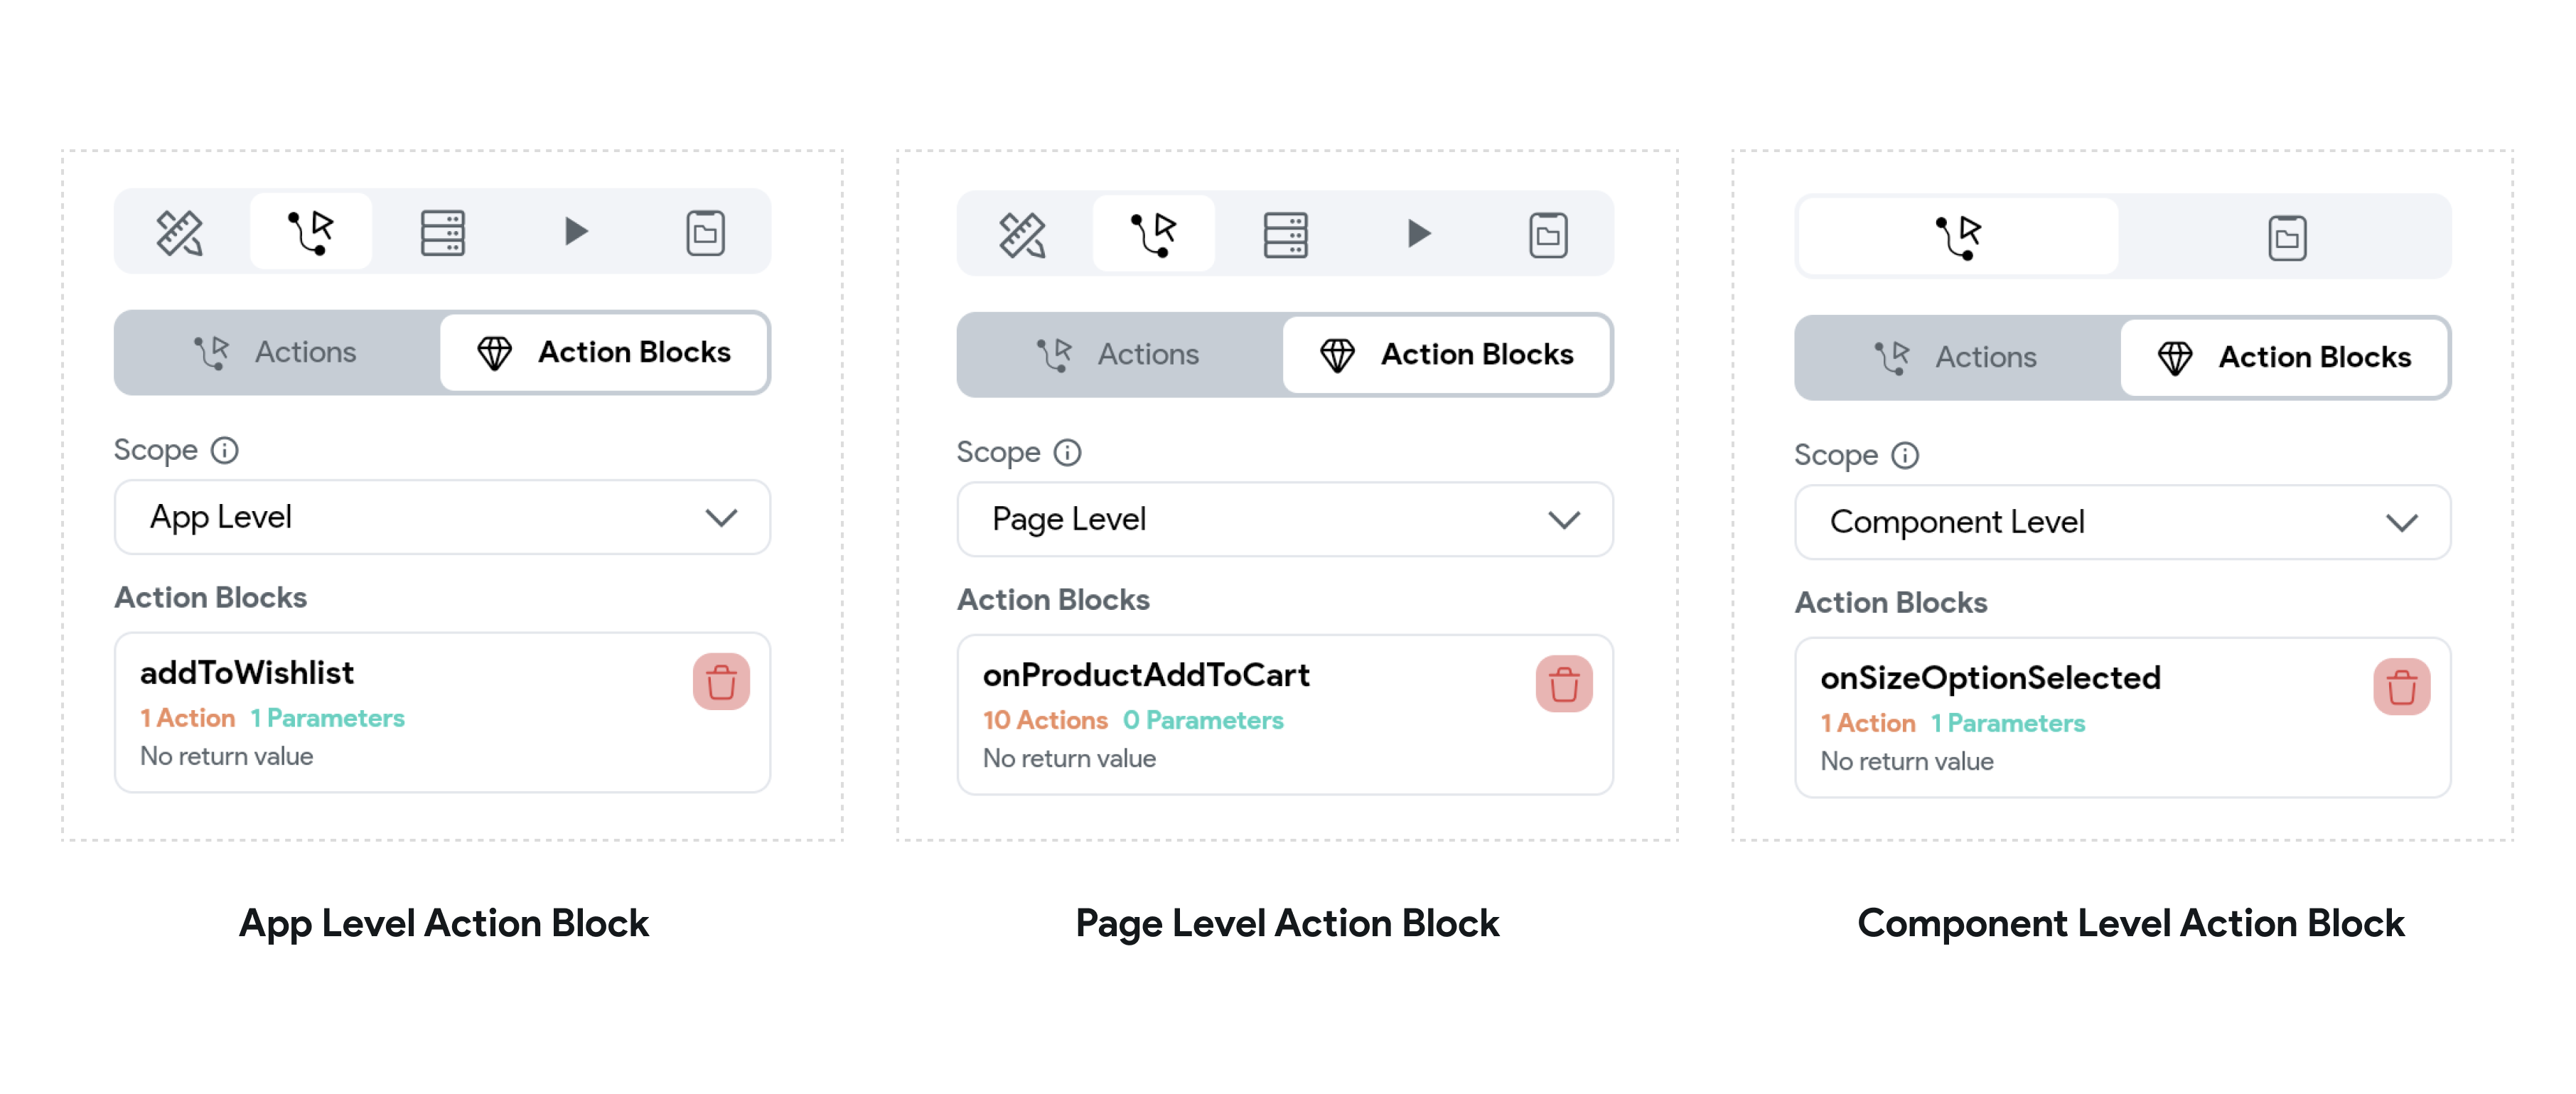 Actions
Action Blocks
Scope
App Level
Action Blocks
addToWishlist
1 Action 1 Parameters
No return value
App Level Action Block
Actions
Action Blocks
Scope
Page Level
Action Blocks
onProductAddToCart
10 Actions 0 Parameters
No return value
Page Level Action Block
Actions
Action Blocks
Scope
Component Level
Action Blocks
onSizeOptionSelected
1 Action 1 Parameters
No return value
Component Level Action Block